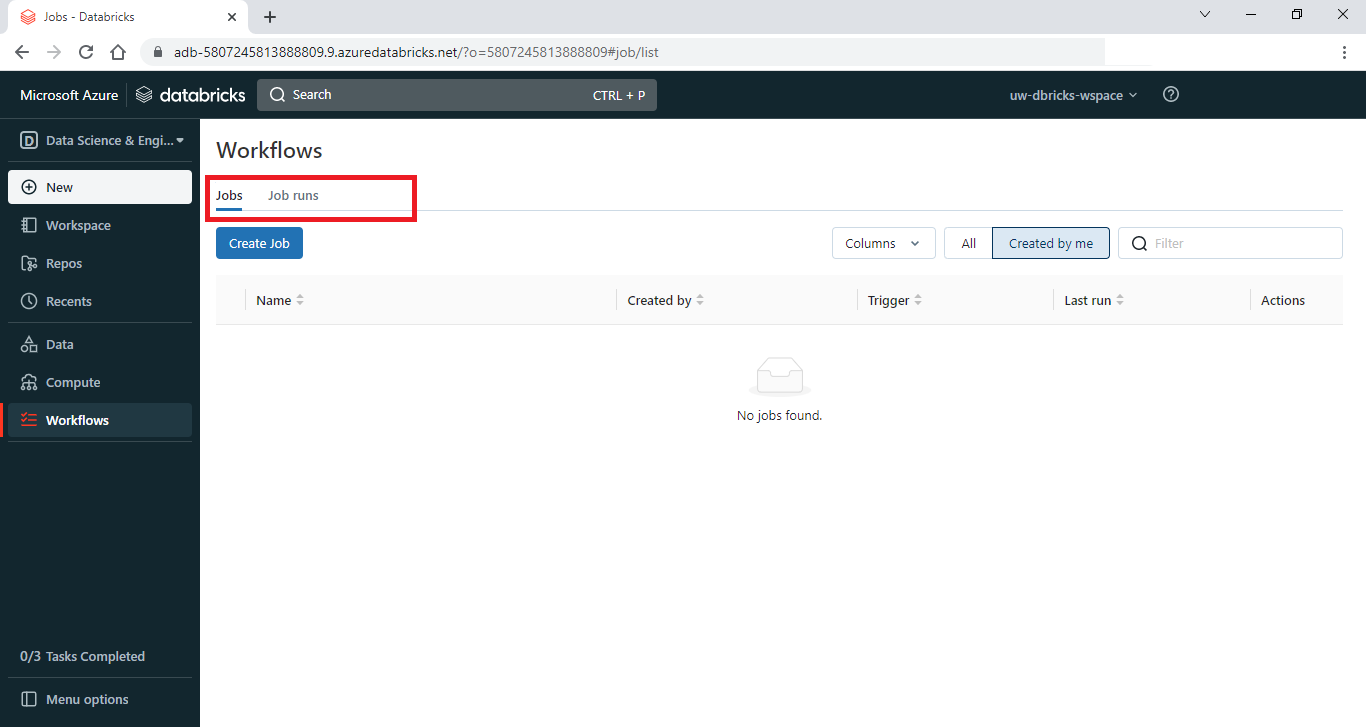 Jobs - Databricks
adb-5807245813888809.9.azuredatabricks.net/?o=5807245813888809#job/list
Microsoft Azure databricks Search CTRL + P uw-dbricks-wspace
D Data Science & Engi...
New
Workspace
Repos
Recents
Data
Compute
Workflows
0/3 Tasks Completed
Menu options
Workflows
Jobs Job runs
Create Job Columns All Created by me Filter
Name Created by Trigger Last run Actions
No jobs found.